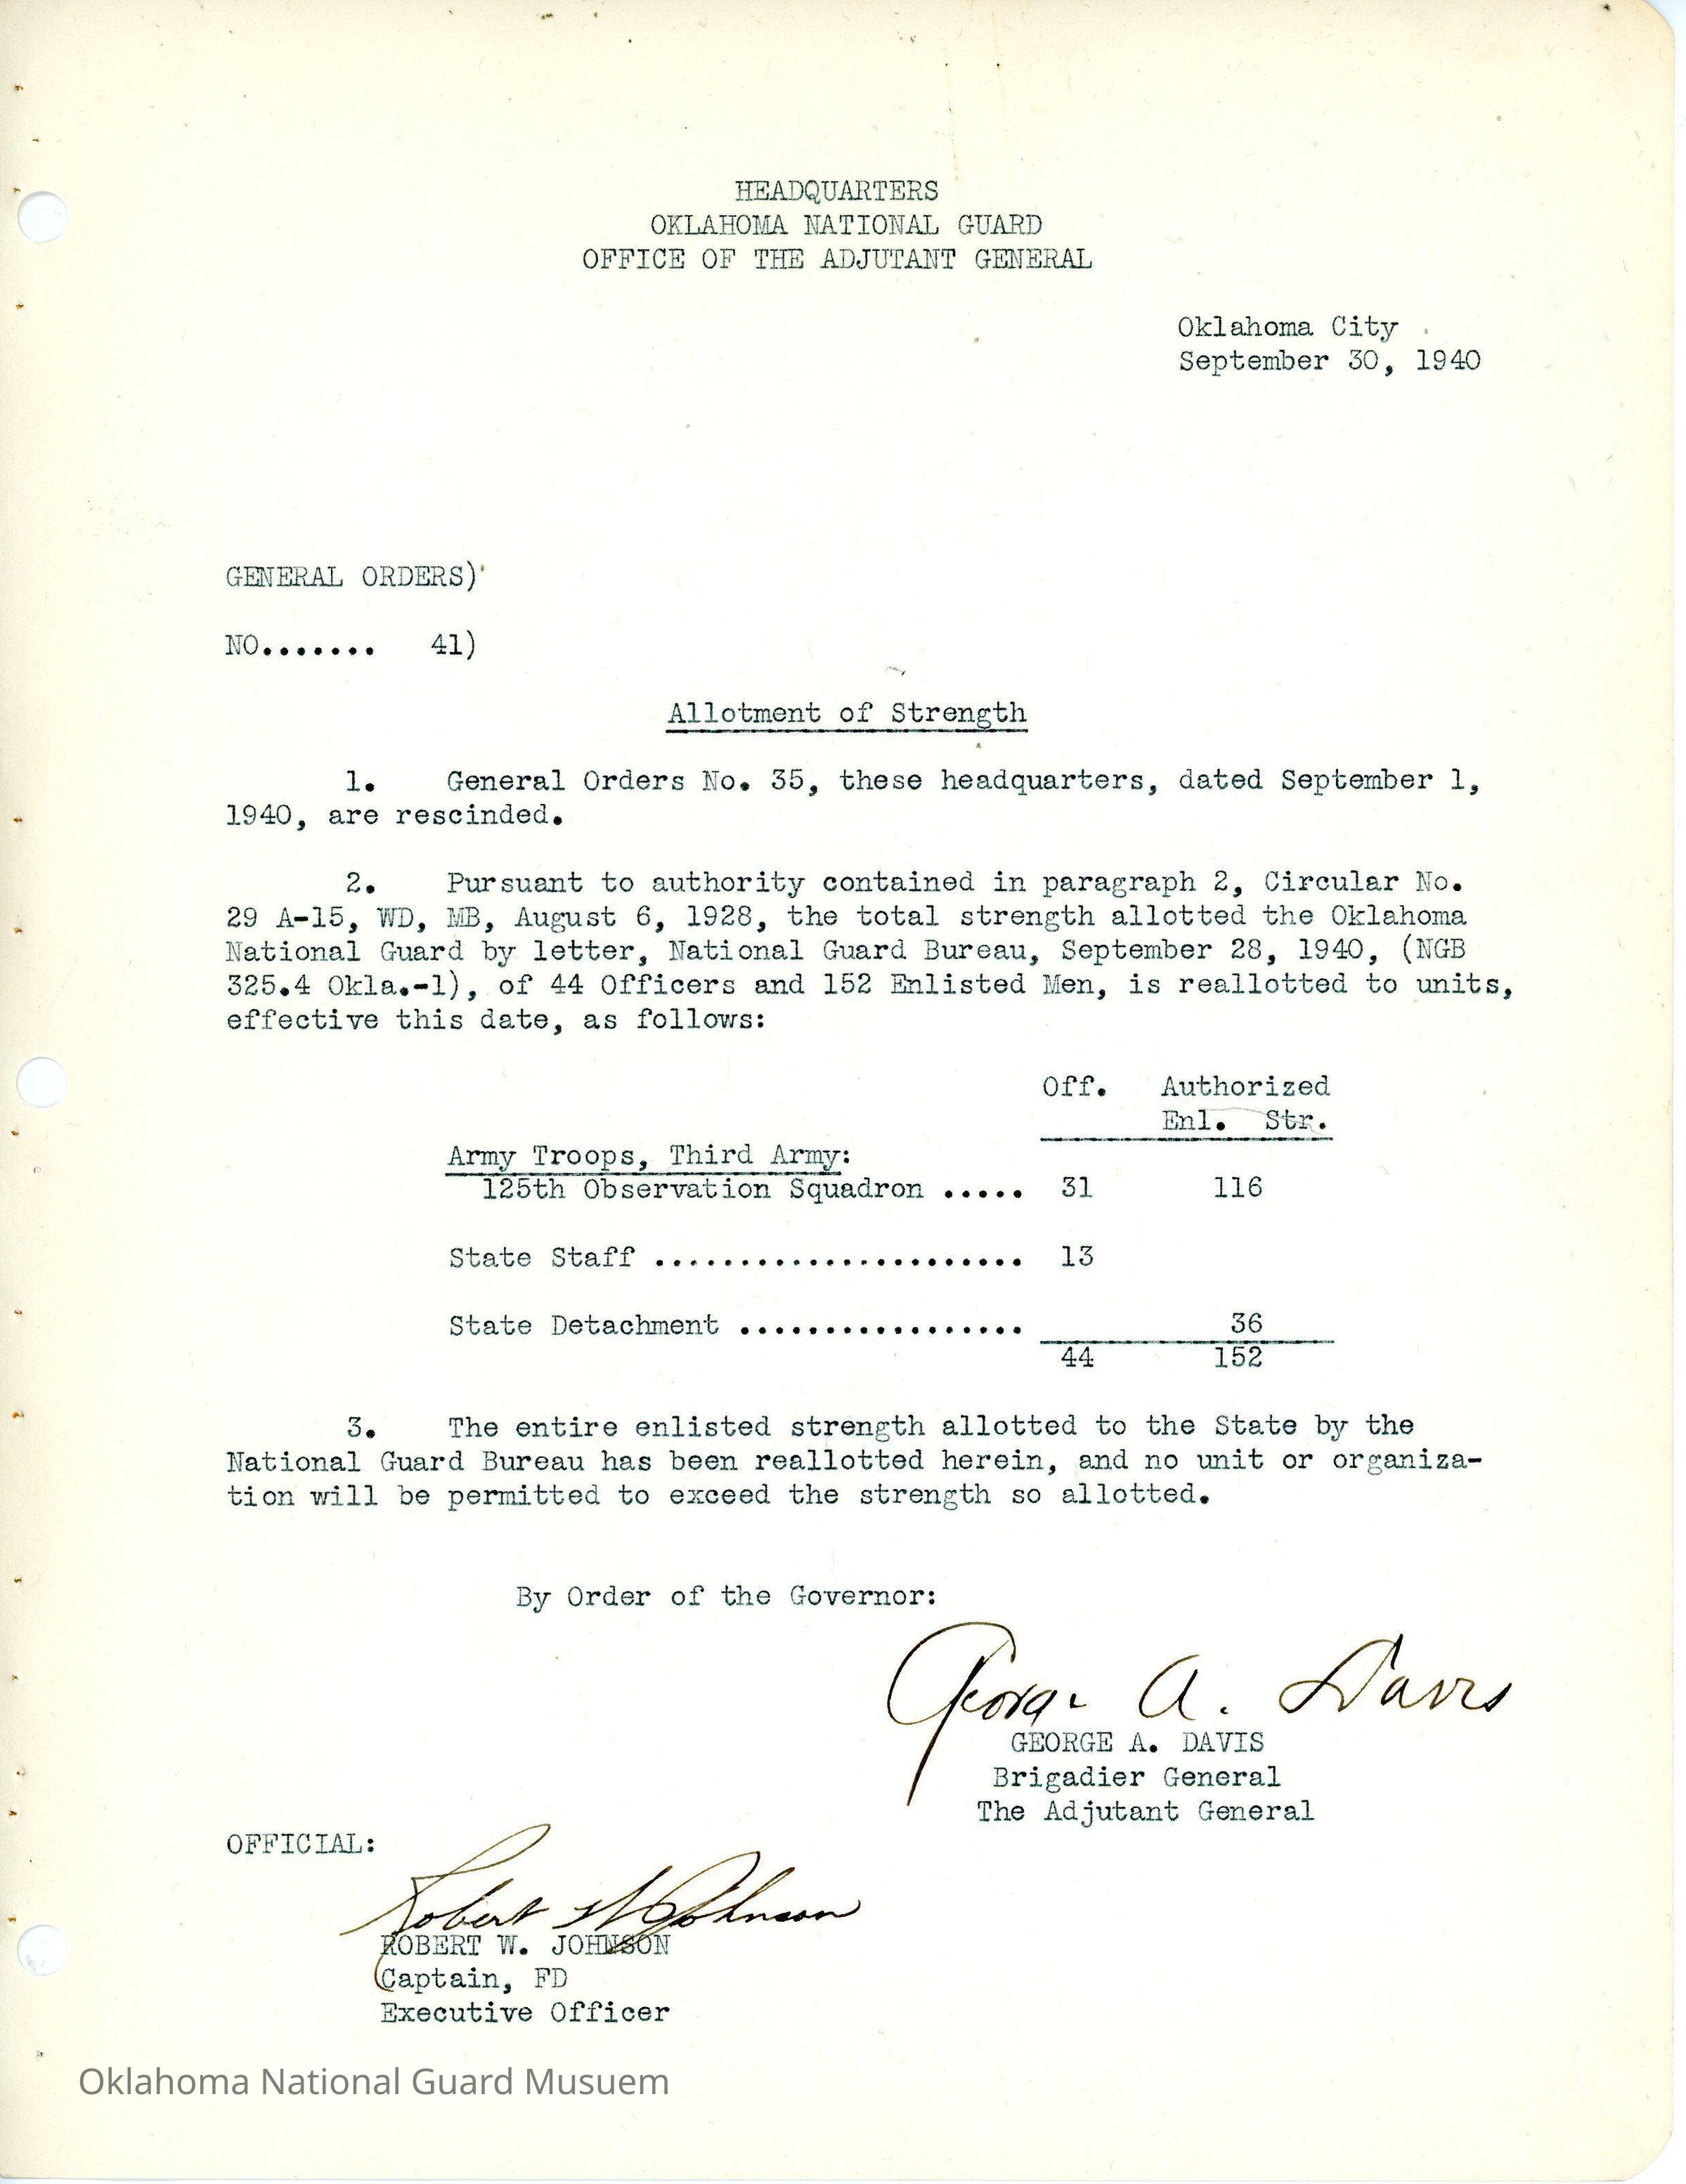 HEADQUARTERS
OKLAHOMA NATIONAL GUARD
OFFICE OF THE ADJUTANT GENERAL
Oklahoma City
September 30, 1940
GENERAL ORDERS)
NO....... 41)
Allotment of Strength
1. General Orders No. 35, these headquarters, dated September 1,
1940, are rescinded.
2. Pursuant to authority contained in paragraph 2, Circular No.
29 A-15, WD, MB, August 6, 1928, the total strength allotted the Oklahoma
National Guard by letter, National Guard Bureau, September 28, 1940, (NGB
325.4 Okla.-1), of 44 Officers and 152 Enlisted Men, is reallotted to units,
effective this date, as follows:
Off. Authorized
Enl. Str.
Army Troops, Third Army:
125th Observation Squadron ..... 31 116
State Staff ...................... 13
State Detachment ................. 36
44 152
3. The entire enlisted strength allotted to the State by the
National Guard Bureau has been reallotted herein, and no unit or organiza-
tion will be permitted to exceed the strength so allotted.
By Order of the Governor:
George A. Davis
GEORGE A. DAVIS
Brigadier General
The Adjutant General
OFFICIAL:
Robert W Johnson
ROBERT W. JOHNSON
Captain, FD
Executive Officer
Oklahoma National Guard Musuem